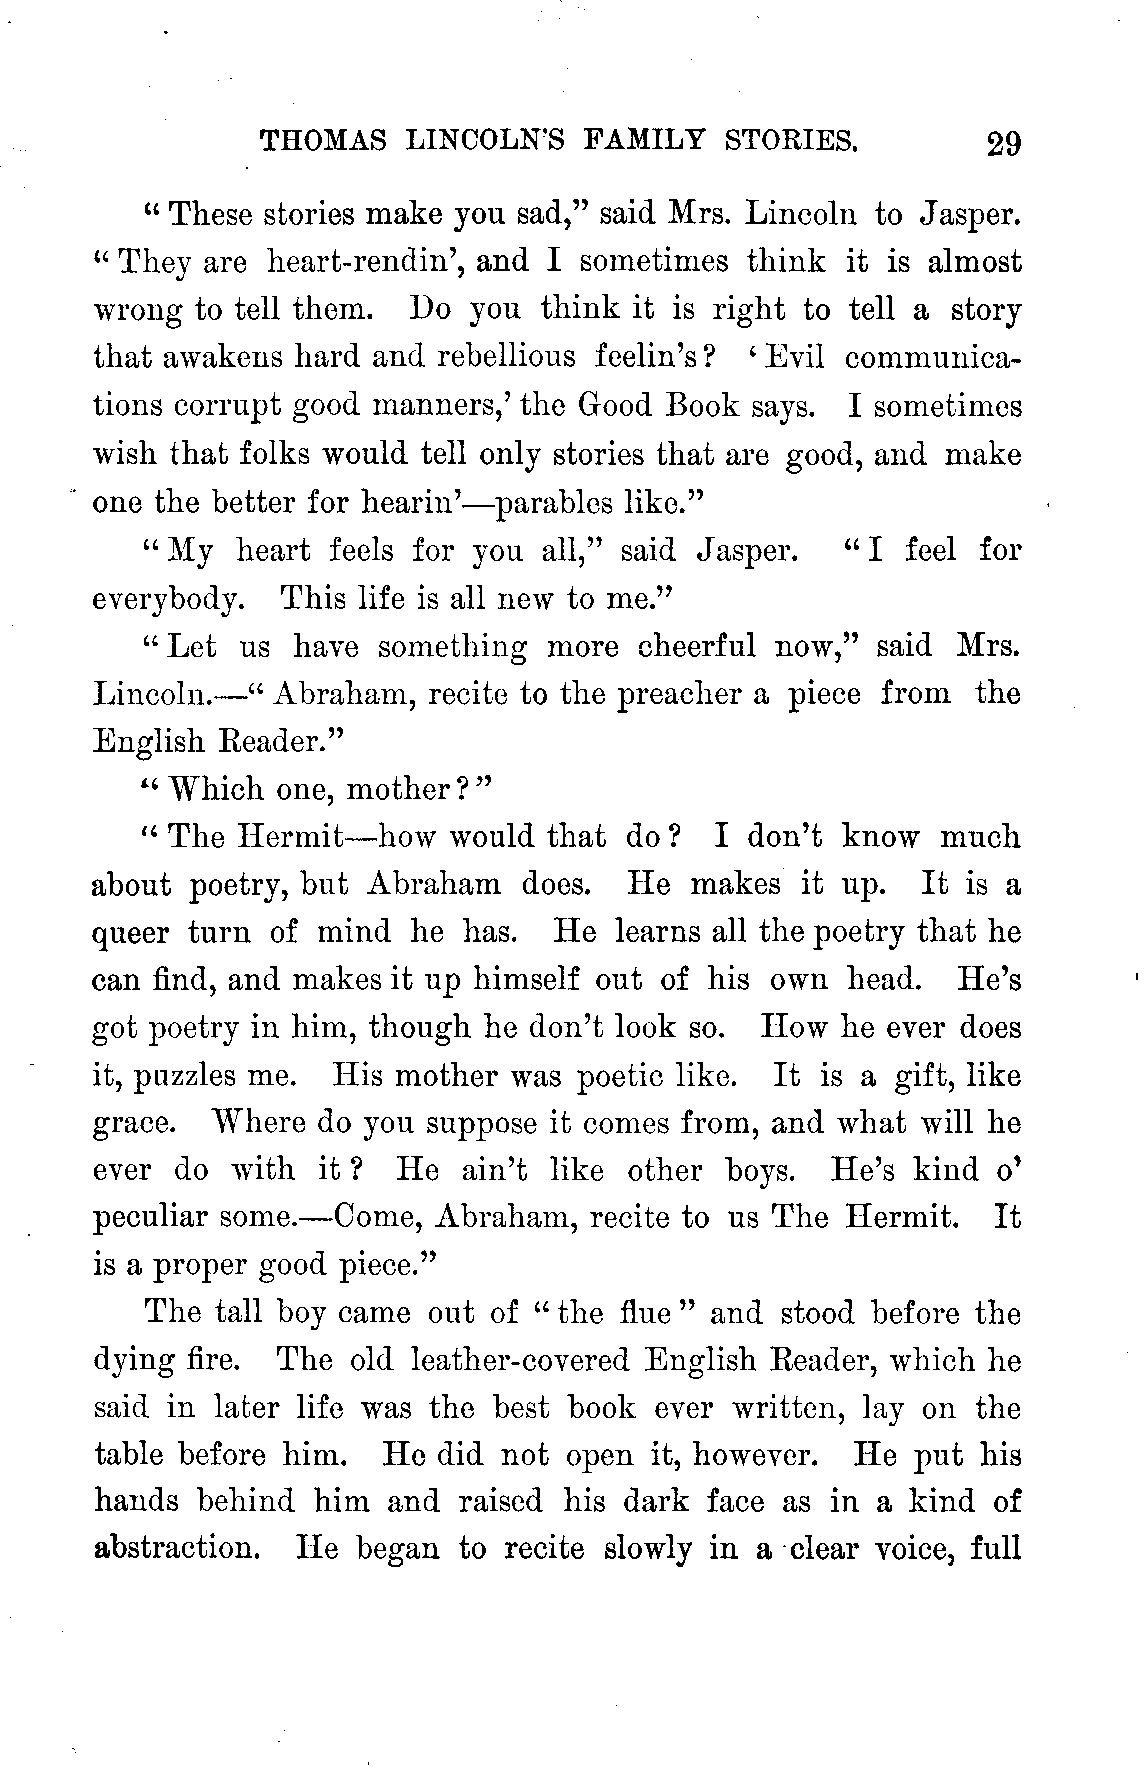 THOMAS LINCOLN'S FAMILY STORIES. 29
“ These stories make you sad,” said Mrs. Lincoln to Jasper.
“ They are heart-rendin’, and I sometimes think it is almost
wrong to tell them. Do you think it is right to tell a story
that awakens hard and rebellious feelin’s? ‘ Evil communica-
tions corrupt good manners,’ the Good Book says. I sometimes
wish that folks would tell only stories that are good, and make
one the better for hearin’—parables like.”
“ My heart feels for you all,” said Jasper. “ I feel for
everybody. This life is all new to me.”
“ Let us have something more cheerful now,” said Mrs.
Lincoln.—“ Abraham, recite to the preacher a piece from the
English Reader.”
“ Which one, mother?”
“ The Hermit—how would that do? I don’t know much
about poetry, but Abraham does. He makes it up. It is a
queer turn of mind he has. He learns all the poetry that he
can find, and makes it up himself out of his own head. He’s
got poetry in him, though he don’t look so. How he ever does
it, puzzles me. His mother was poetic like. It is a gift, like
grace. Where do you suppose it comes from, and what will he
ever do with it? He ain’t like other boys. He’s kind o’
peculiar some.—Come, Abraham, recite to us The Hermit. It
is a proper good piece.”
The tall boy came out of “ the flue ” and stood before the
dying fire. The old leather-covered English Reader, which he
said in later life was the best book ever written, lay on the
table before him. He did not open it, however. He put his
hands behind him and raised his dark face as in a kind of
abstraction. He began to recite slowly in a clear voice, full